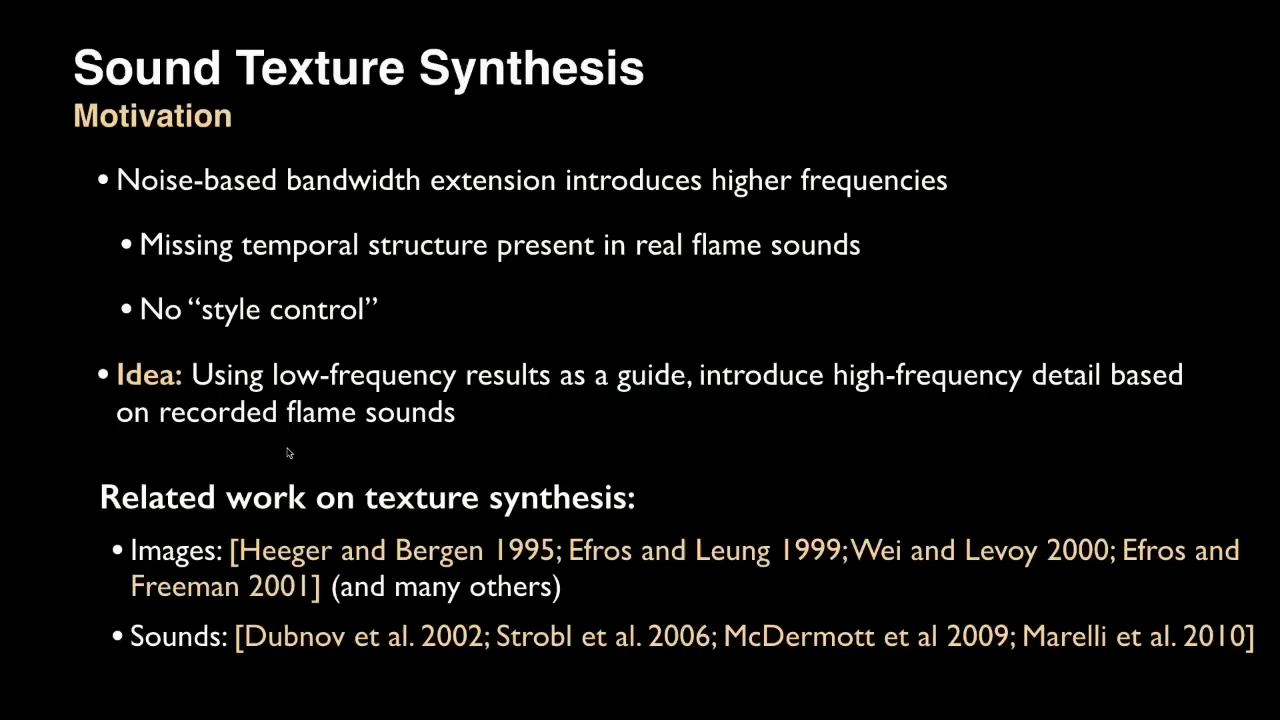 Sound Texture Synthesis
Motivation
• Noise-based bandwidth extension introduces higher frequencies
• Missing temporal structure present in real flame sounds
• No “style control”
• Idea: Using low-frequency results as a guide, introduce high-frequency detail based
on recorded flame sounds
Related work on texture synthesis:
• Images: [Heeger and Bergen 1995; Efros and Leung 1999; Wei and Levoy 2000; Efros and
Freeman 2001] (and many others)
• Sounds: [Dubnov et al. 2002; Strobl et al. 2006; McDermott et al 2009; Marelli et al. 2010]